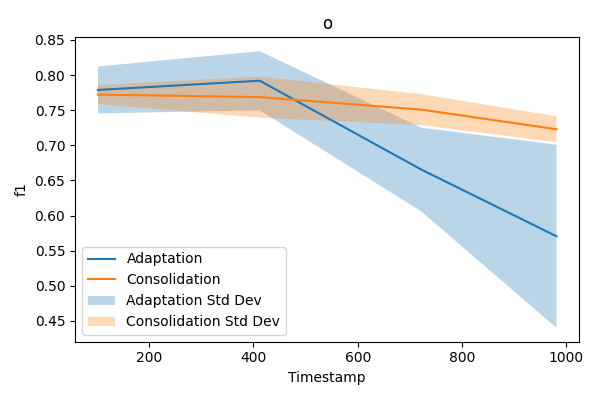 o
0.85
0.80
0.75
0.70
0.65
0.60
0.55
0.50
0.45
f1
Adaptation
Consolidation
Adaptation Std Dev
Consolidation Std Dev
200 400 600 800 1000
Timestamp